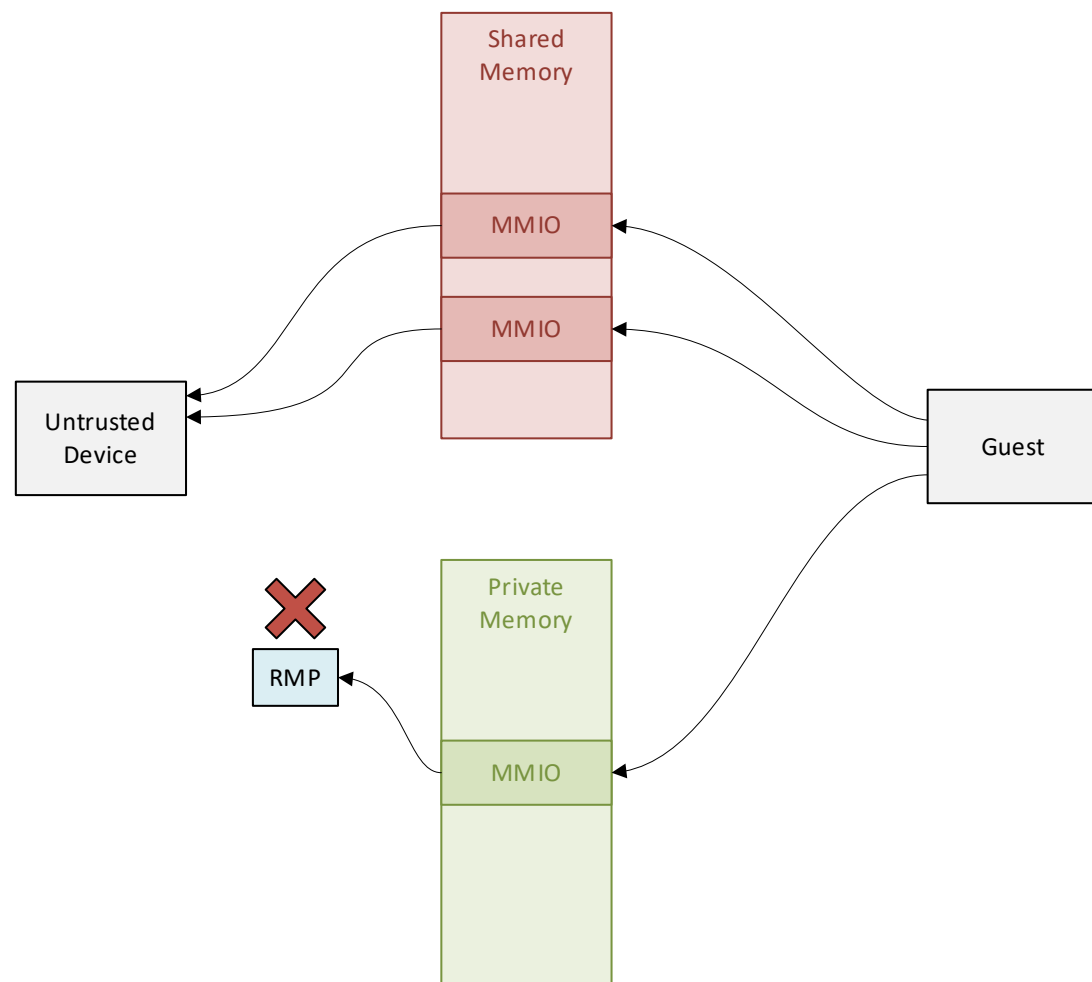 Shared
Memory
MMIO
MMIO
Untrusted
Device
Guest
Private
Memory
RMP
MMIO